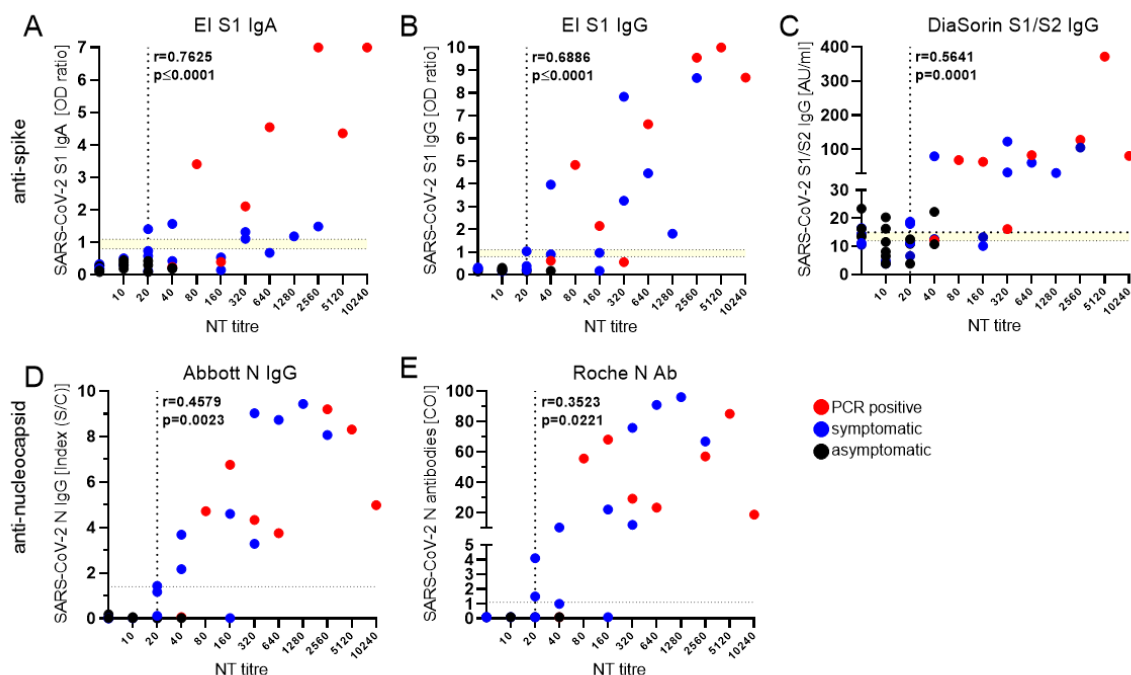 A
EI S1 IgA
anti-spike
SARS-CoV-2 S1 IgA [OD ratio]
7
6
5
4
3
2
1
0
r=0.7625
p≤0.0001
10
20
40
80
160
320
640
1280
2560
5120
10240
NT titre
B
EI S1 IgG
SARS-CoV-2 S1 IgG [OD ratio]
10
9
8
7
6
5
4
3
2
1
0
r=0.6886
p≤0.0001
10
20
40
80
160
320
640
1280
2560
5120
10240
NT titre
C
DiaSorin S1/S2 IgG
SARS-CoV-2 S1/S2 IgG [AU/ml]
400
300
200
100
30
20
15
10
5
0
r=0.5641
p=0.0001
10
20
40
80
160
320
640
1280
2560
5120
10240
NT titre
D
Abbott N IgG
anti-nucleocapsid
SARS-CoV-2 N IgG [Index (S/C)]
10
8
6
4
2
0
r=0.4579
p=0.0023
10
20
40
80
160
320
640
1280
2560
5120
10240
NT titre
E
Roche N Ab
SARS-CoV-2 N antibodies [COI]
100
80
60
40
20
5
4
3
2
1
0
r=0.3523
p=0.0221
10
20
40
80
160
320
640
1280
2560
5120
10240
NT titre
PCR positive
symptomatic
asymptomatic